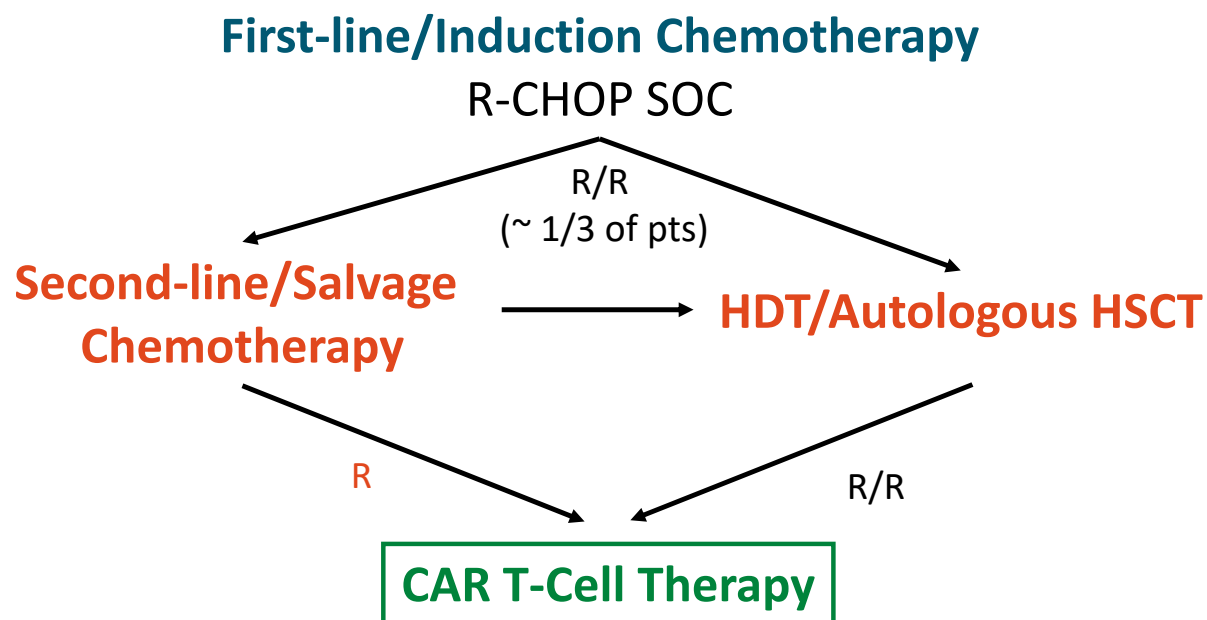 First-line/Induction Chemotherapy
R-CHOP SOC
R/R
(~ 1/3 of pts)
Second-line/Salvage
Chemotherapy
HDT/Autologous HSCT
R
R/R
CAR T-Cell Therapy